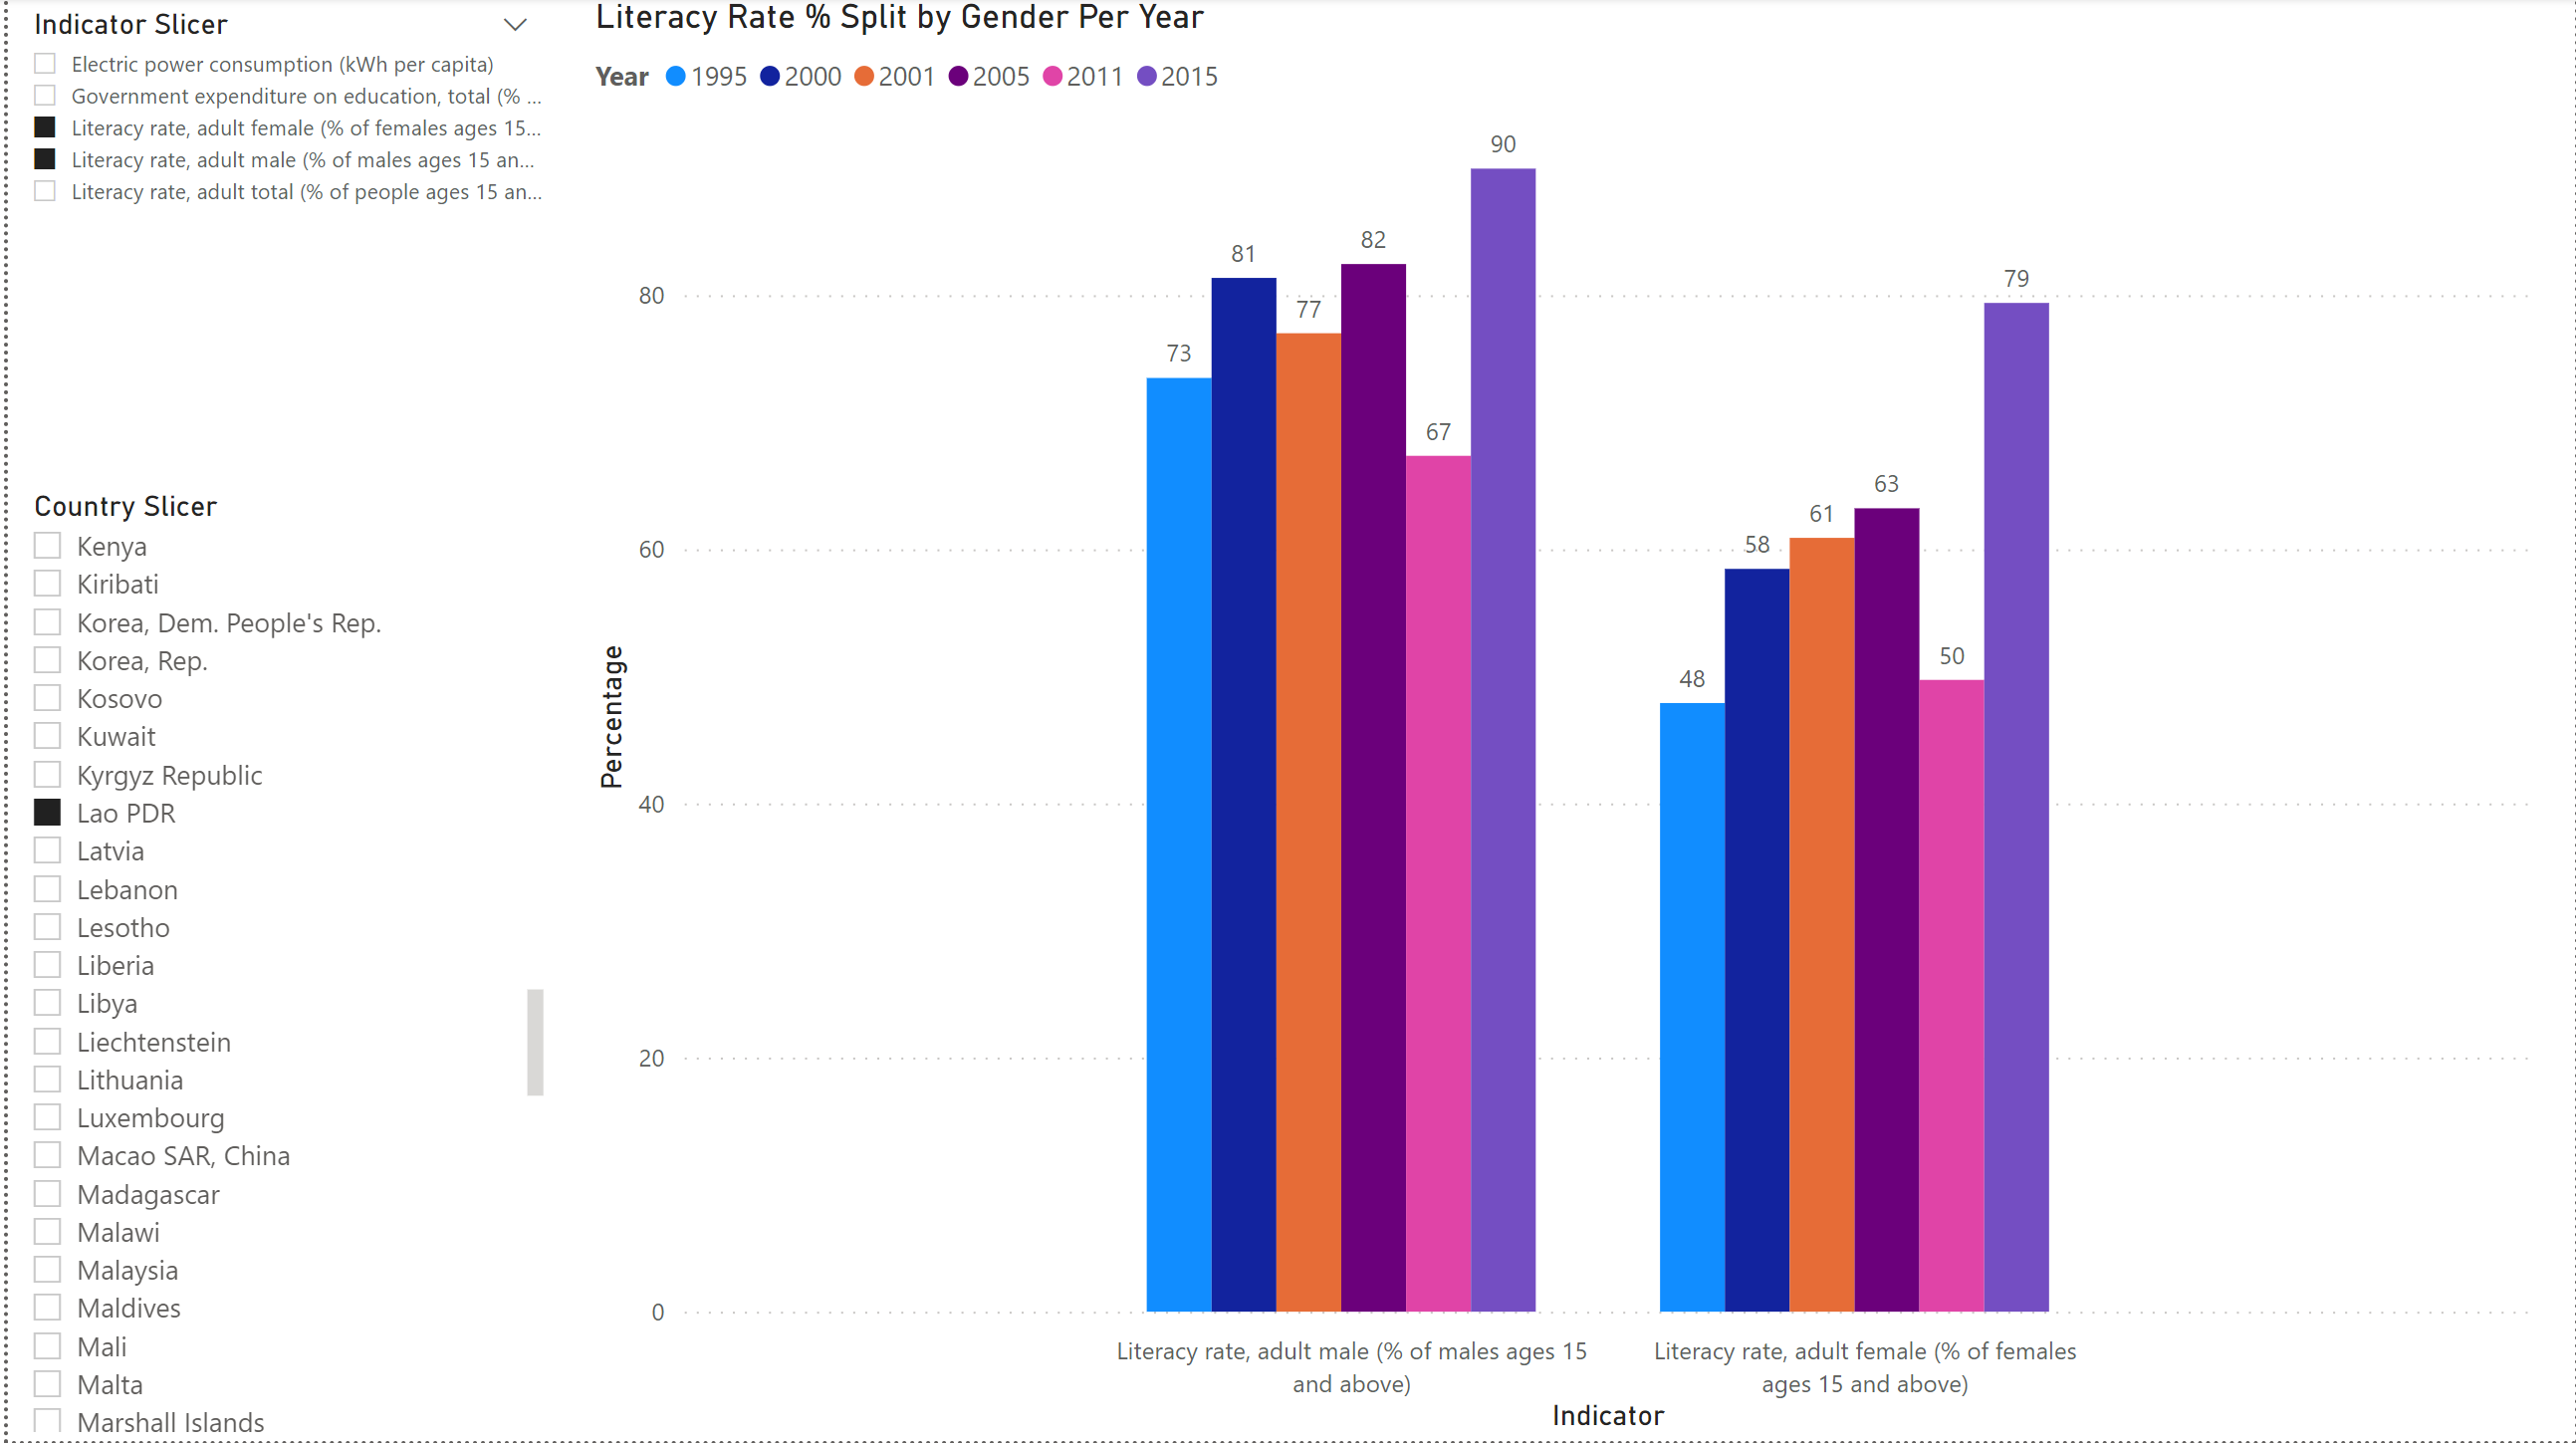 Indicator Slicer
Electric power consumption (kWh per capita)
Government expenditure on education, total (% ...
Literacy rate, adult female (% of females ages 15...
Literacy rate, adult male (% of males ages 15 an...
Literacy rate, adult total (% of people ages 15 an...
Country Slicer
Kenya
Kiribati
Korea, Dem. People's Rep.
Korea, Rep.
Kosovo
Kuwait
Kyrgyz Republic
Lao PDR
Latvia
Lebanon
Lesotho
Liberia
Libya
Liechtenstein
Lithuania
Luxembourg
Macao SAR, China
Madagascar
Malawi
Malaysia
Maldives
Mali
Malta
Marshall Islands
Literacy Rate % Split by Gender Per Year
Year 1995 2000 2001 2005 2011 2015
Percentage
80
60
40
20
0
73
81
77
82
67
90
48
58
61
63
50
79
Literacy rate, adult male (% of males ages 15
and above)
Literacy rate, adult female (% of females
ages 15 and above)
Indicator